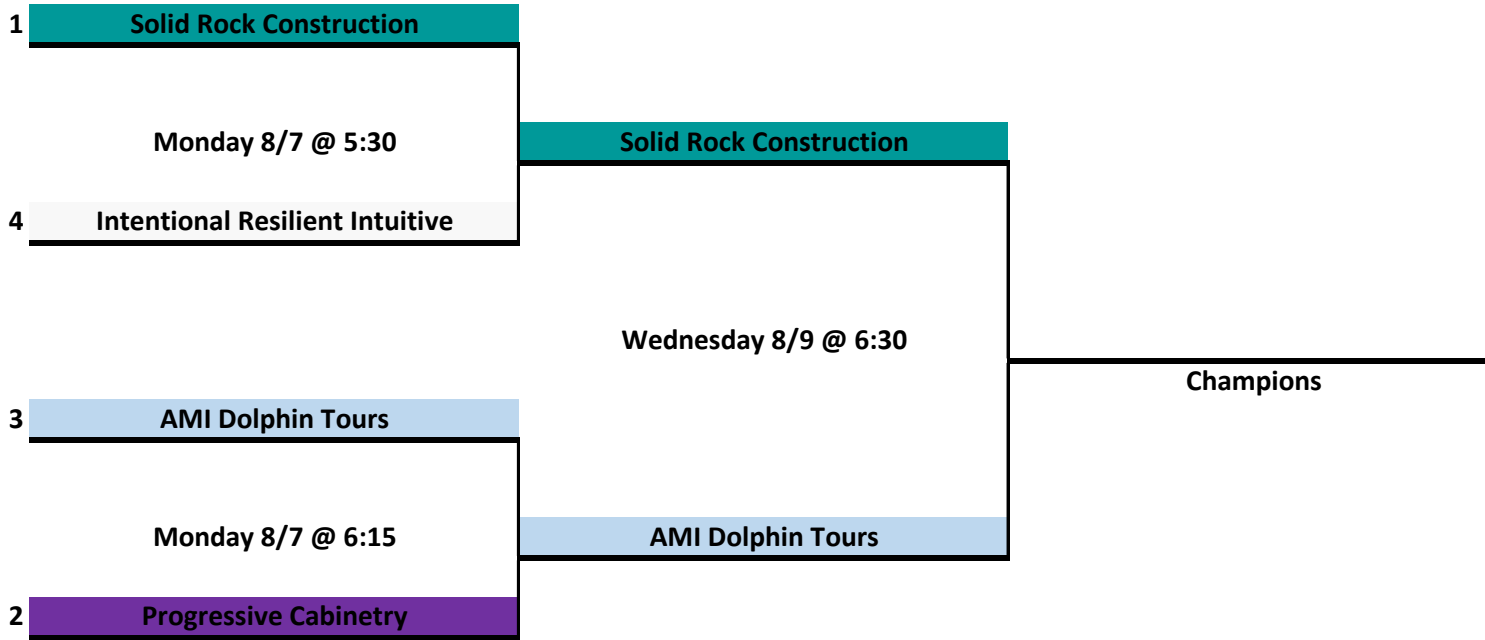 1 Solid Rock Construction
Monday 8/7 @ 5:30
Solid Rock Construction
4 Intentional Resilient Intuitive
Wednesday 8/9 @ 6:30
Champions
3 AMI Dolphin Tours
Monday 8/7 @ 6:15
AMI Dolphin Tours
2 Progressive Cabinetry